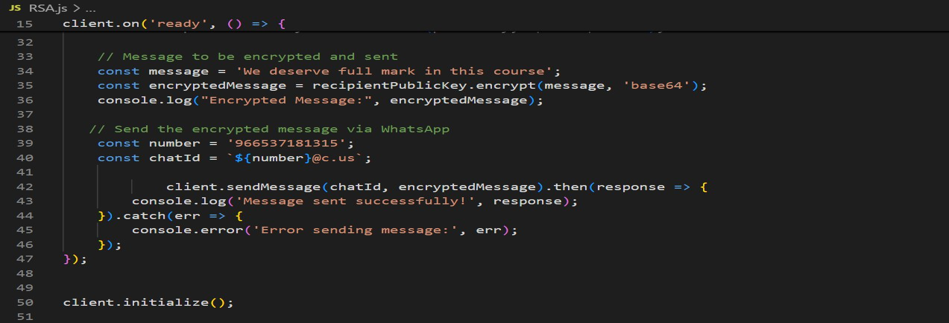 JS RSA.js > ...
15 client.on('ready', () => {
32
33 // Message to be encrypted and sent
34 const message = 'We deserve full mark in this course';
35 const encryptedMessage = recipientPublicKey.encrypt(message, 'base64');
36 console.log("Encrypted Message:", encryptedMessage);
37
38 // Send the encrypted message via WhatsApp
39 const number = '966537181315';
40 const chatId = `${number}@c.us`;
41
42 client.sendMessage(chatId, encryptedMessage).then(response => {
43 console.log('Message sent successfully!', response);
44 }).catch(err => {
45 console.error('Error sending message:', err);
46 });
47 });
48
49
50 client.initialize();
51